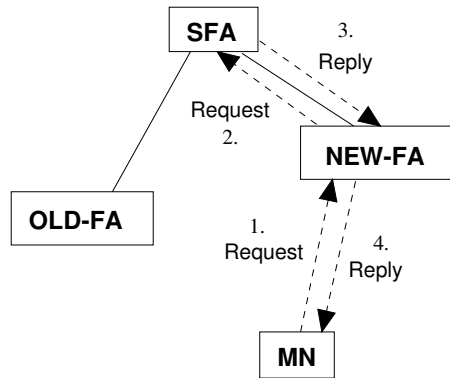 SFA
3.
Reply
Request
2.
NEW-FA
OLD-FA
1.
Request
4.
Reply
MN